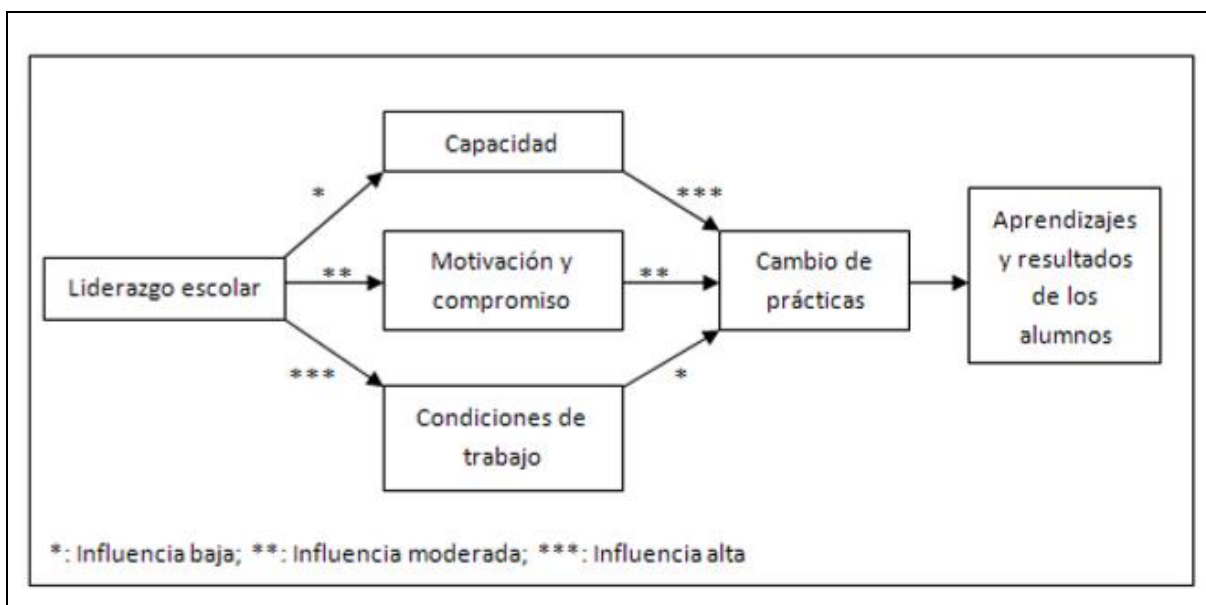 Capacidad
*
***
Aprendizajes
y resultados
de los
alumnos
Liderazgo escolar
**
Motivación y
compromiso
**
Cambio de
prácticas
***
*
Condiciones de
trabajo
*: Influencia baja; **: Influencia moderada; ***: Influencia alta